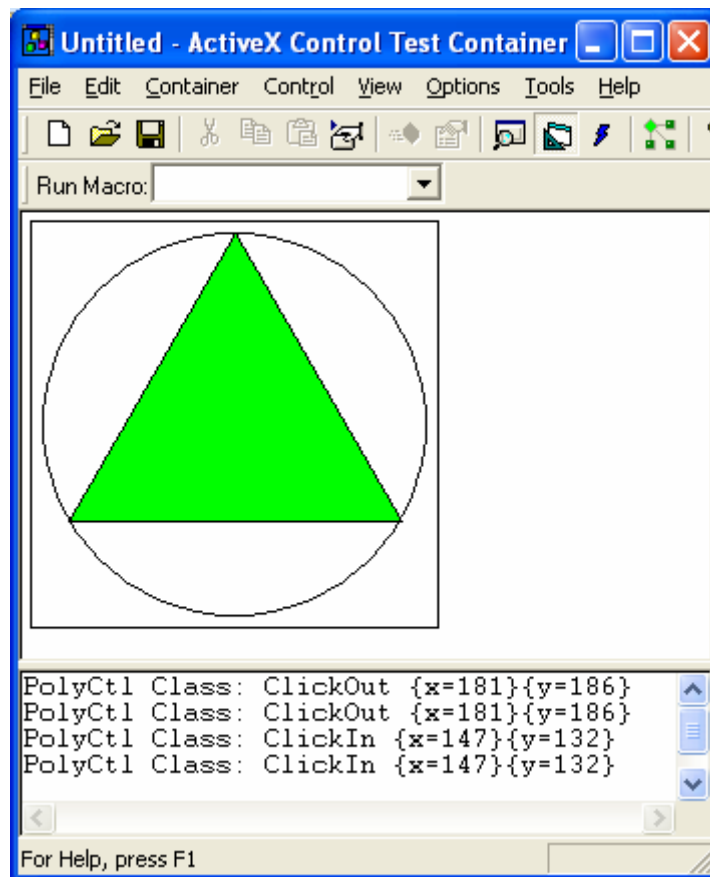 Untitled - ActiveX Control Test Container
File Edit Container Control View Options Tools Help
Run Macro:
PolyCtl Class: ClickOut {x=181}{y=186}
PolyCtl Class: ClickOut {x=181}{y=186}
PolyCtl Class: ClickIn {x=147}{y=132}
PolyCtl Class: ClickIn {x=147}{y=132}
For Help, press F1